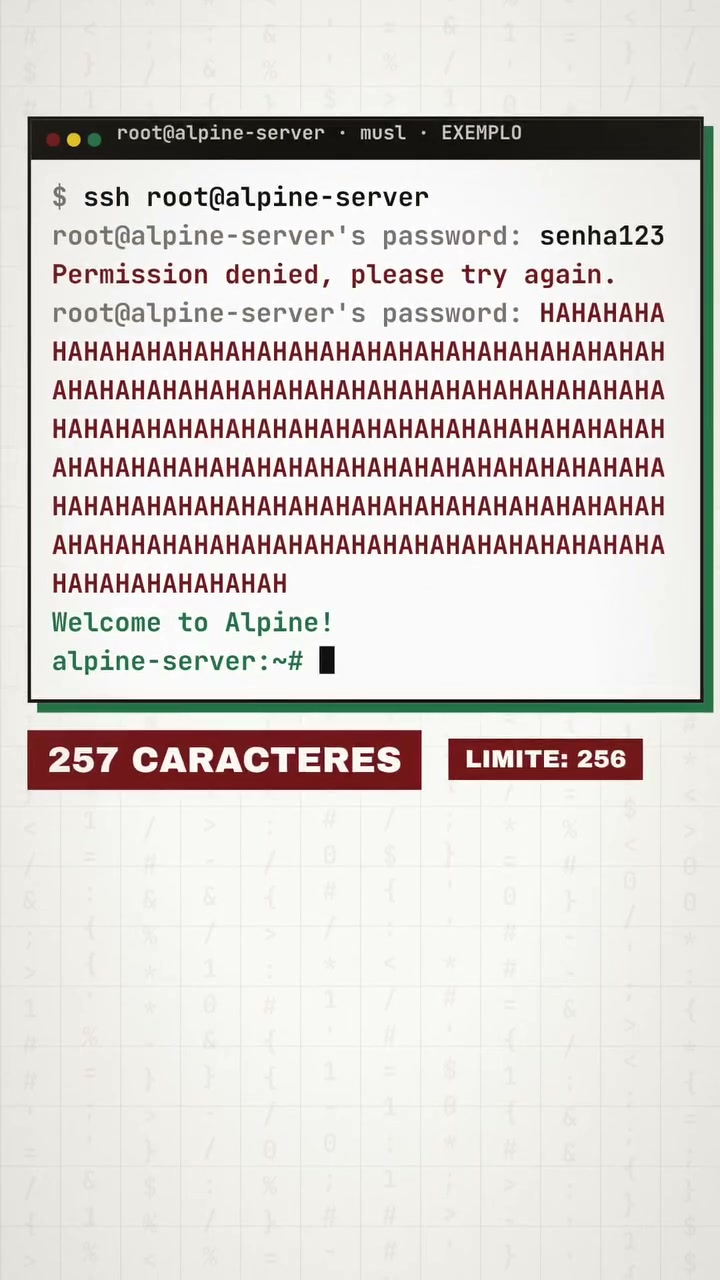 root@alpine-server · musl · EXEMPLO
$ ssh root@alpine-server
root@alpine-server's password: senha123
Permission denied, please try again.
root@alpine-server's password: HAHAHAHA
HAHAHAHAHAHAHAHAHAHAHAHAHAHAHAHAHAHAHAH
AHAHAHAHAHAHAHAHAHAHAHAHAHAHAHAHAHAHAHA
HAHAHAHAHAHAHAHAHAHAHAHAHAHAHAHAHAHAHAH
AHAHAHAHAHAHAHAHAHAHAHAHAHAHAHAHAHAHAHA
HAHAHAHAHAHAHAHAHAHAHAHAHAHAHAHAHAHAHAH
AHAHAHAHAHAHAHAHAHAHAHAHAHAHAHAHAHAHAHA
HAHAHAHAHAHAHAH
Welcome to Alpine!
alpine-server:~#
257 CARACTERES
LIMITE: 256